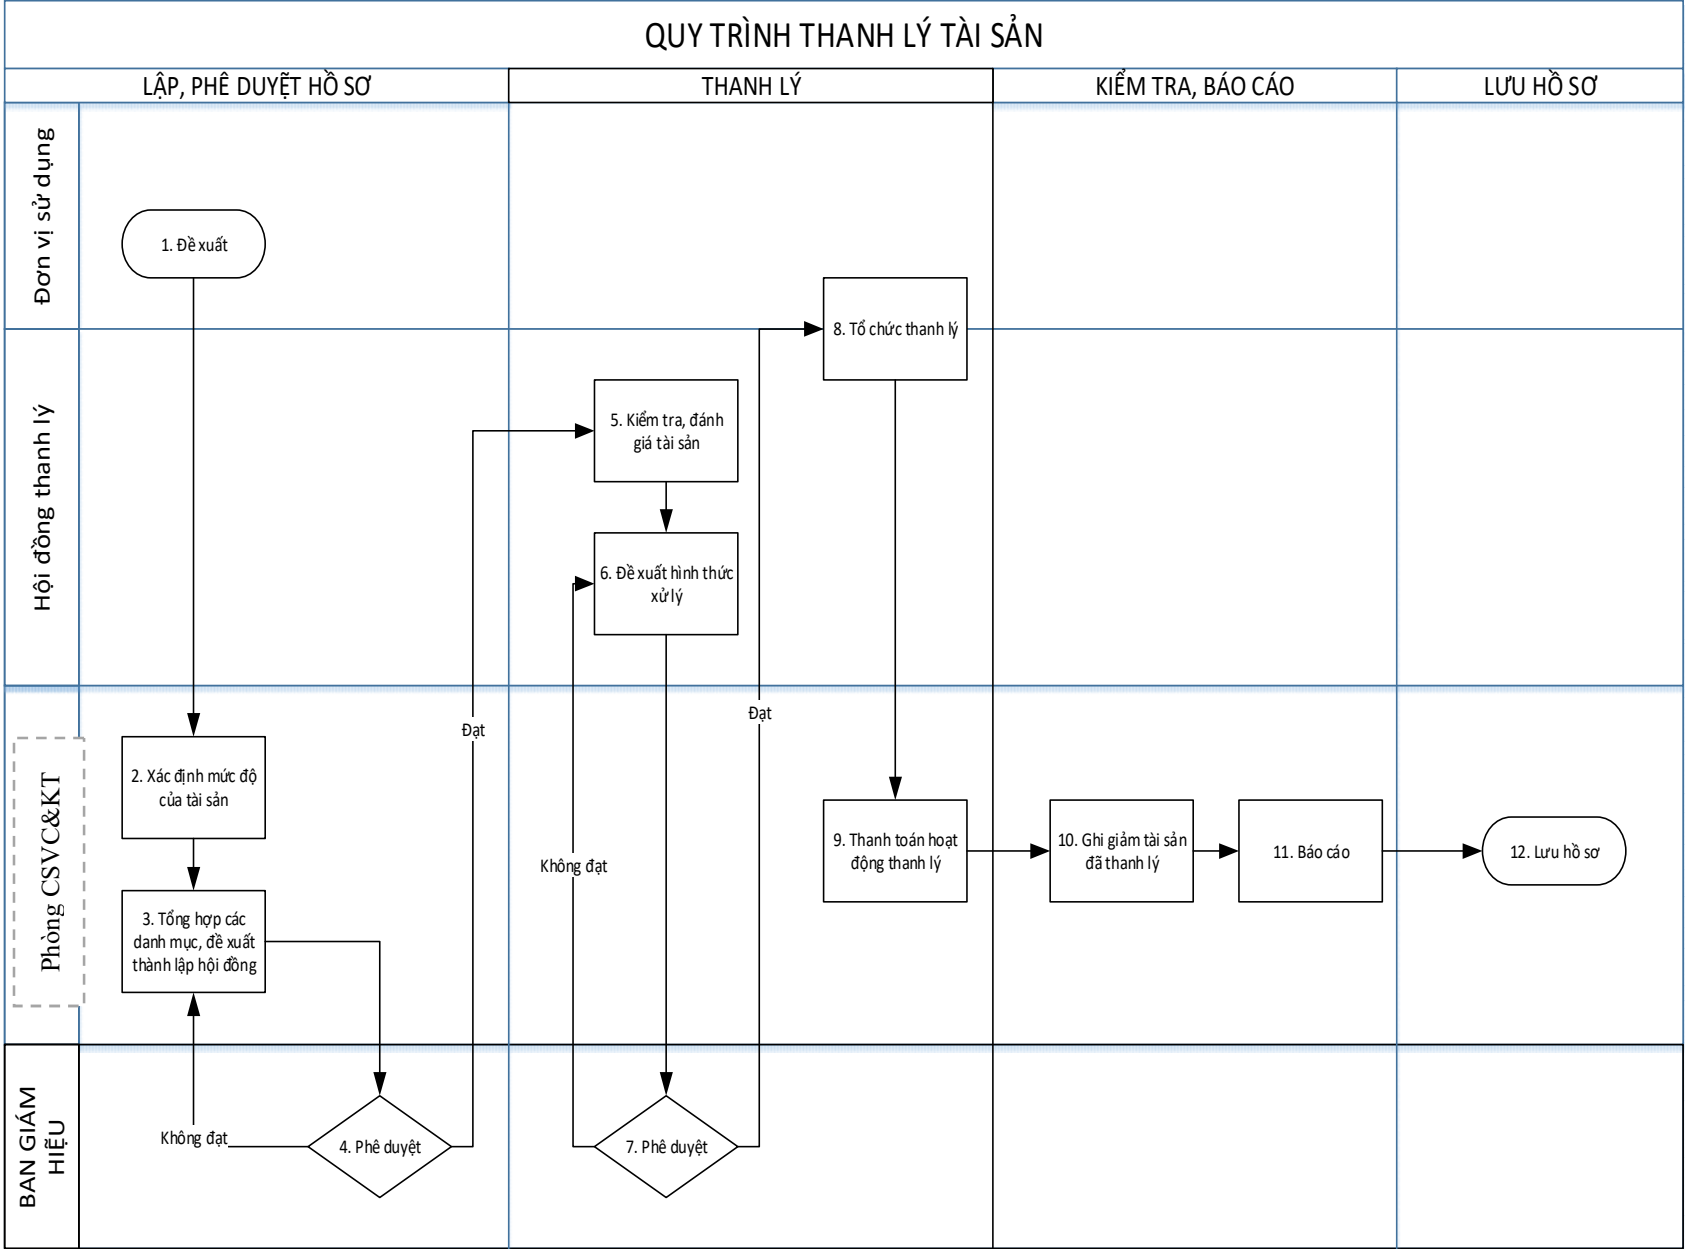 QUY TRÌNH THANH LÝ TÀI SẢN
LẬP, PHÊ DUYỆT HỒ SƠ
THANH LÝ
KIỂM TRA, BÁO CÁO
LƯU HỒ SƠ
Đơn vị sử dụng
1. Đề xuất
8. Tổ chức thanh lý
Hội đồng thanh lý
5. Kiểm tra, đánh
giá tài sản
6. Đề xuất hình thức
xử lý
Phòng CSVC&KT
Đạt
Đạt
2. Xác định mức độ
của tài sản
3. Tổng hợp các
danh mục, đề xuất
thành lập hội đồng
Không đạt
9. Thanh toán hoạt
động thanh lý
10. Ghi giảm tài sản
đã thanh lý
11. Báo cáo
12. Lưu hồ sơ
BAN GIÁM
HIỆU
Không đạt
4. Phê duyệt
7. Phê duyệt